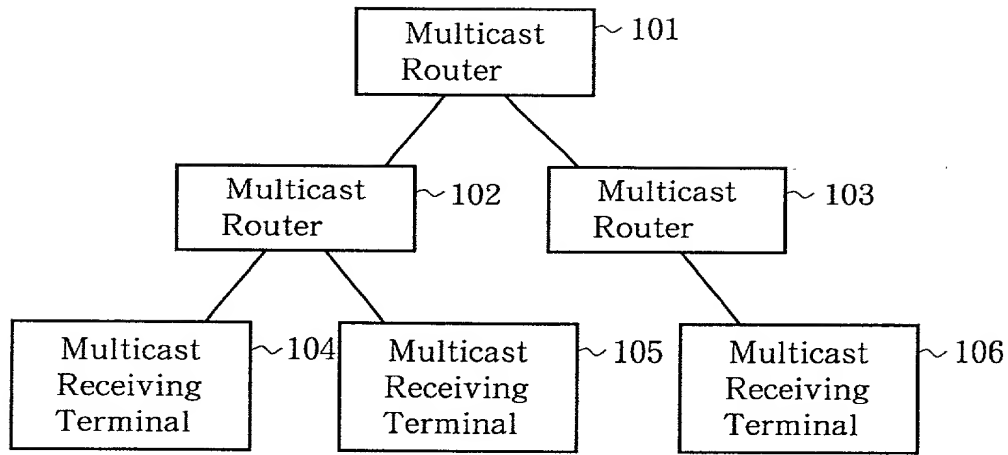 Multicast
Router
101
Multicast
Router
102
Multicast
Router
103
Multicast
Receiving
Terminal
104
Multicast
Receiving
Terminal
105
Multicast
Receiving
Terminal
106